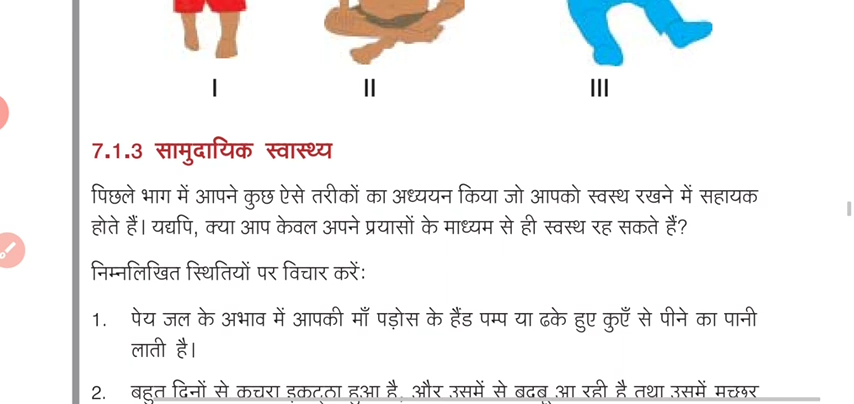 I II III
7.1.3 सामुदायिक स्वास्थ्य
पिछले भाग में आपने कुछ ऐसे तरीकों का अध्ययन किया जो आपको स्वस्थ रखने में सहायक
होते हैं। यद्यपि, क्या आप केवल अपने प्रयासों के माध्यम से ही स्वस्थ रह सकते हैं?
निम्नलिखित स्थितियों पर विचार करें:
1. पेय जल के अभाव में आपकी माँ पड़ोस के हैंड पम्प या ढके हुए कुएँ से पीने का पानी
लाती है।
2. बहुत दिनों से कचरा इकट्ठा हुआ है, और उसमें से बदबू आ रही है तथा उसमें मच्छर